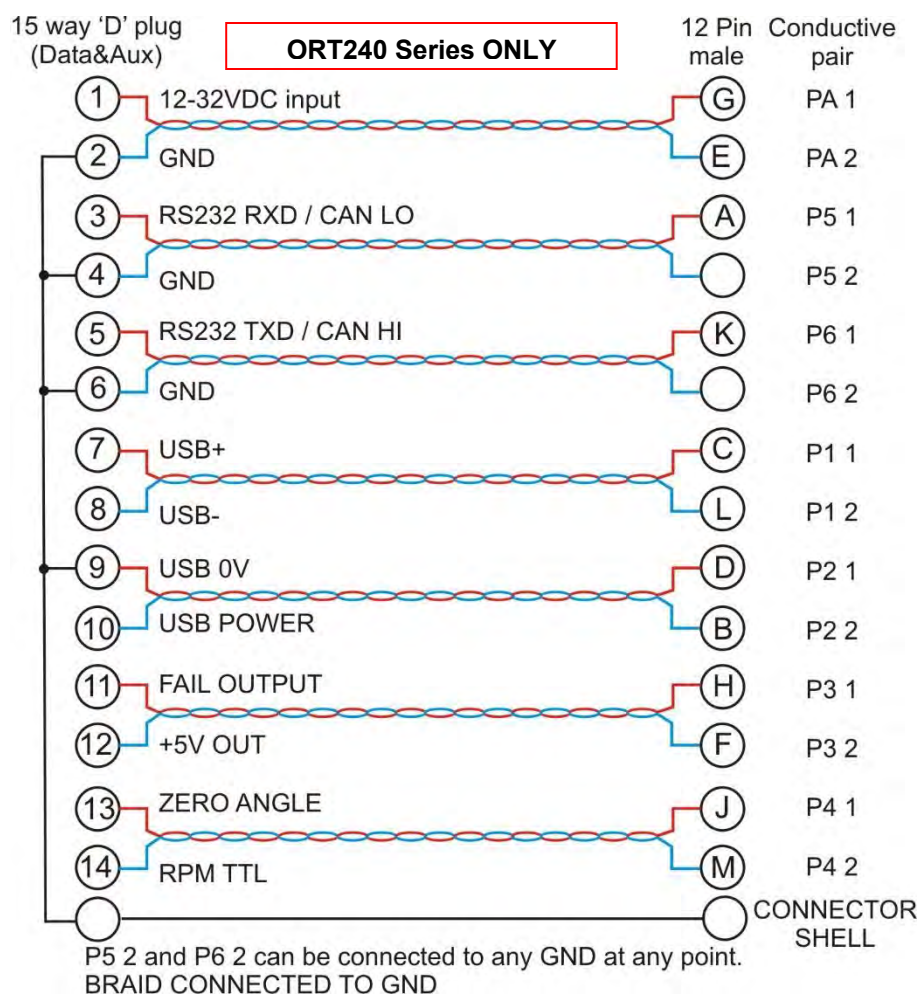 15 way 'D' plug
(Data&Aux)
ORT240 Series ONLY
12 Pin
male
Conductive
pair
1 12-32VDC input G PA 1
2 GND E PA 2
3 RS232 RXD / CAN LO A P5 1
4 GND P5 2
5 RS232 TXD / CAN HI K P6 1
6 GND P6 2
7 USB+ C P1 1
8 USB- L P1 2
9 USB 0V D P2 1
10 USB POWER B P2 2
11 FAIL OUTPUT H P3 1
12 +5V OUT F P3 2
13 ZERO ANGLE J P4 1
14 RPM TTL M P4 2
CONNECTOR
SHELL
P5 2 and P6 2 can be connected to any GND at any point.
BRAID CONNECTED TO GND